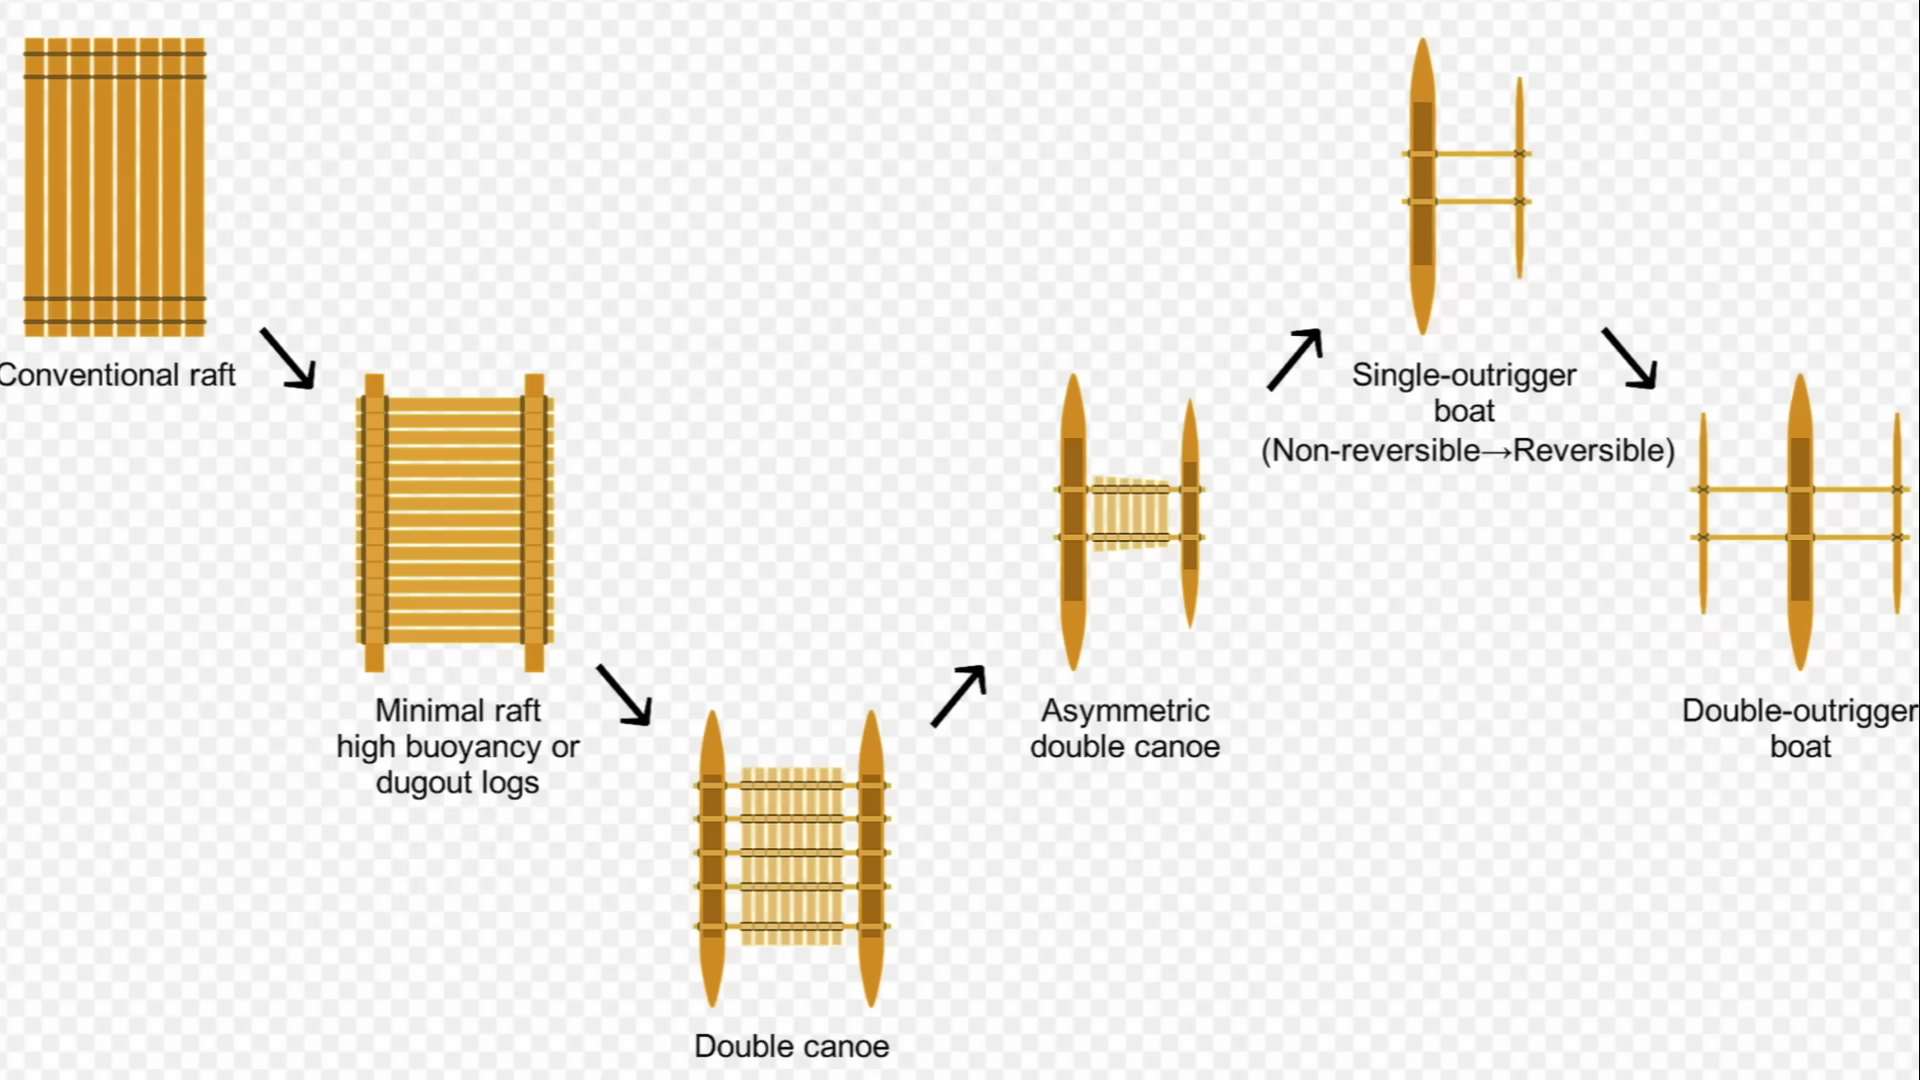 Conventional raft
Minimal raft
high buoyancy or
dugout logs
Double canoe
Asymmetric
double canoe
Single-outrigger
boat
(Non-reversible→Reversible)
Double-outrigger
boat